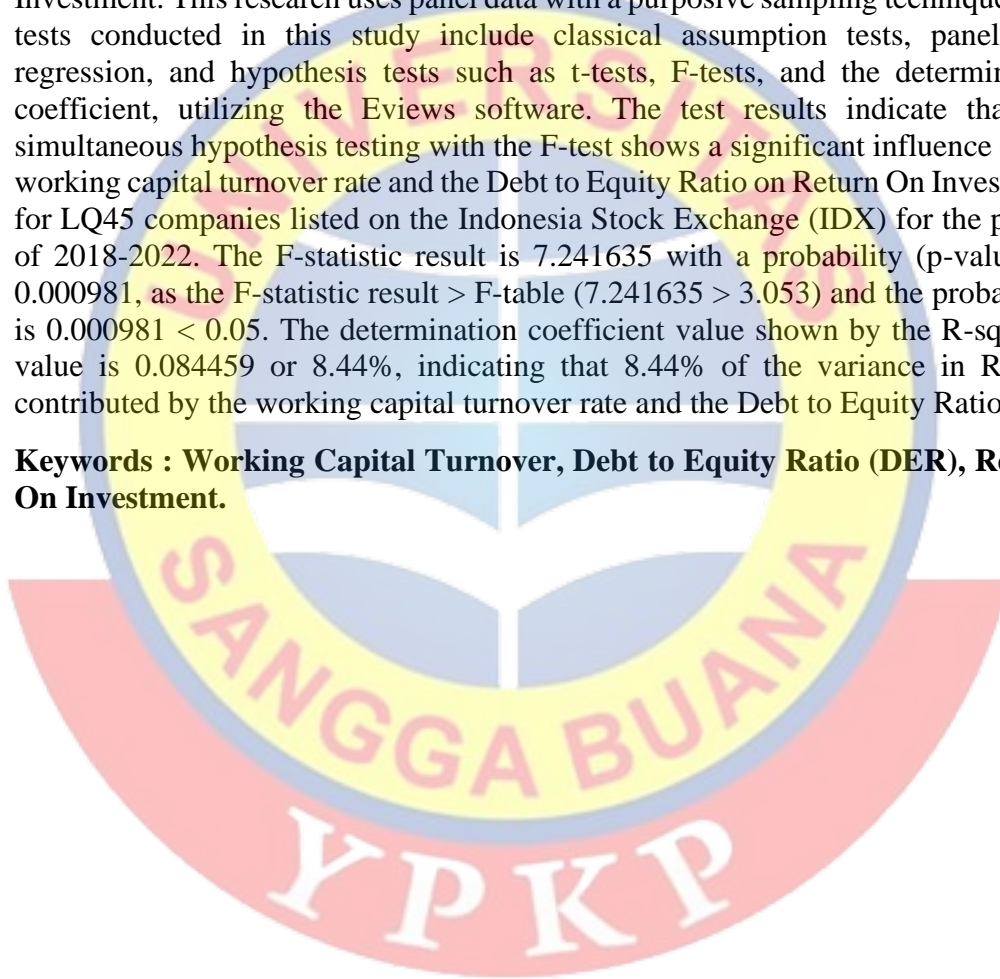 Investment. This research uses panel data with a purposive sampling technique
tests conducted in this study include classical assumption tests, panel
regression, and hypothesis tests such as t-tests, F-tests, and the
coefficient, utilizing the Eviews software. The test results indicate
simultaneous hypothesis testing with the F-test shows a significant influence
working capital turnover rate and the Debt to Equity Ratio on Return On
for LQ45 companies listed on the Indonesia Stock Exchange (IDX) for the
of 2018-2022. The F-statistic result is 7.241635 with a probability
0.000981, as the F-statistic result > F-table (7.241635 > 3.053) and the
is 0.000981 < 0.05. The determination coefficient value shown by the
value is 0.084459 or 8.44%, indicating that 8.44% of the variance in
contributed by the working capital turnover rate and the Debt to Equity Ratio
Keywords : Working Capital Turnover, Debt to Equity Ratio (DER),
On Investment.
UNIVERSITAS
SANGGA BUANA
YPKP